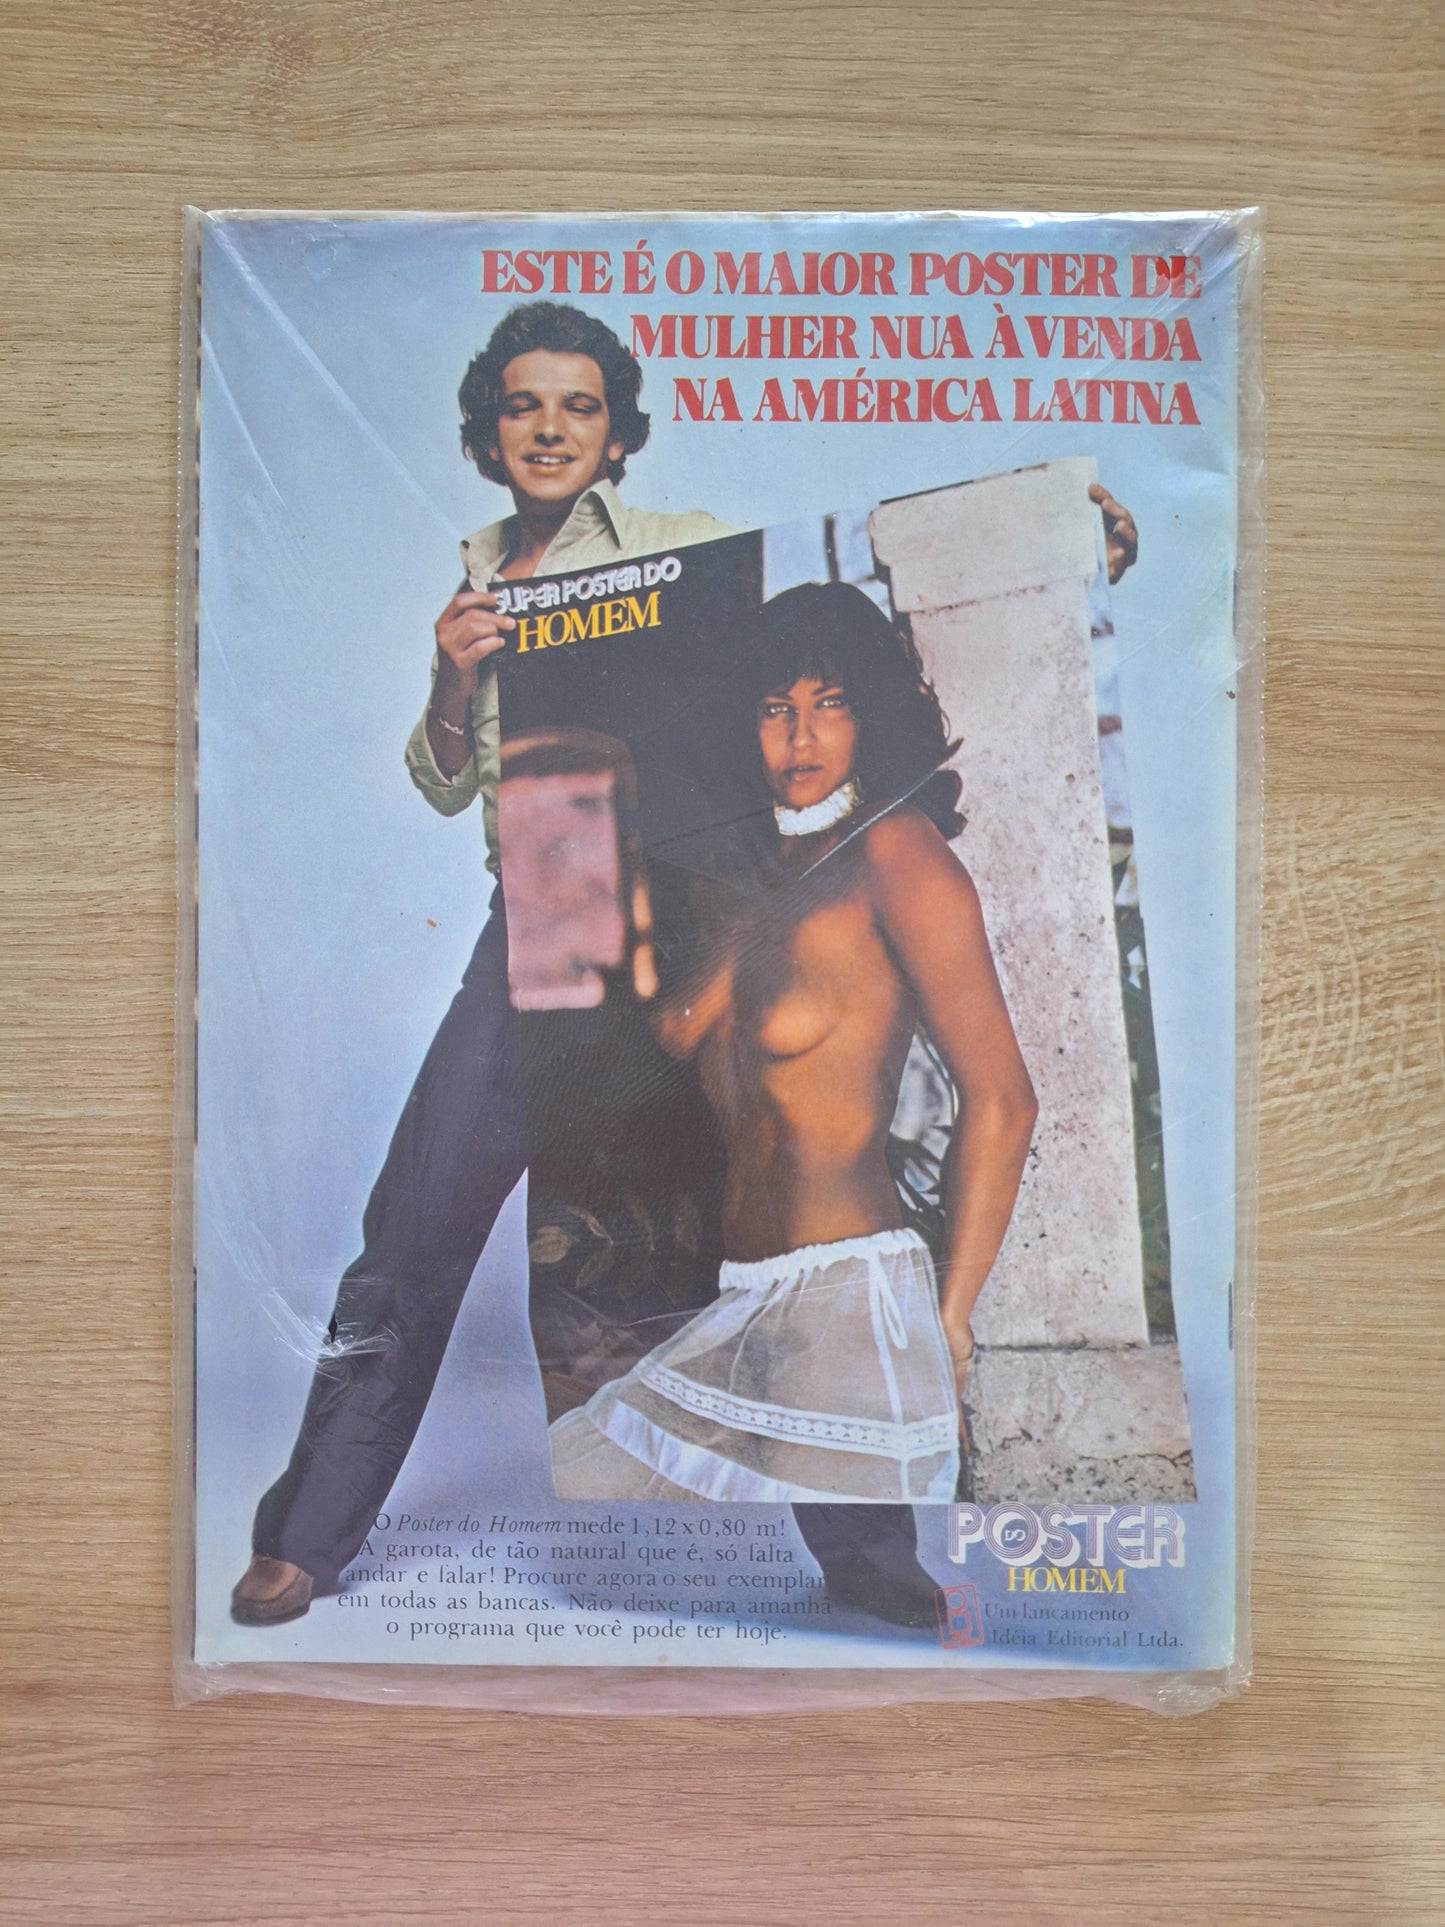 ESTE É O MAIOR POSTER DE
MULHER NUA À VENDA
NA AMÉRICA LATINA
SUPER POSTER DO
HOMEM
O Poster do Homem mede 1,12 x 0,80 m!
A garota, de tão natural que é, só falta
andar e falar! Procure agora o seu exemplar
em todas as bancas. Não deixe para amanhã
o programa que você pode ter hoje.
POSTER
DO
HOMEM
Um lançamento
Idéia Editorial Ltda.